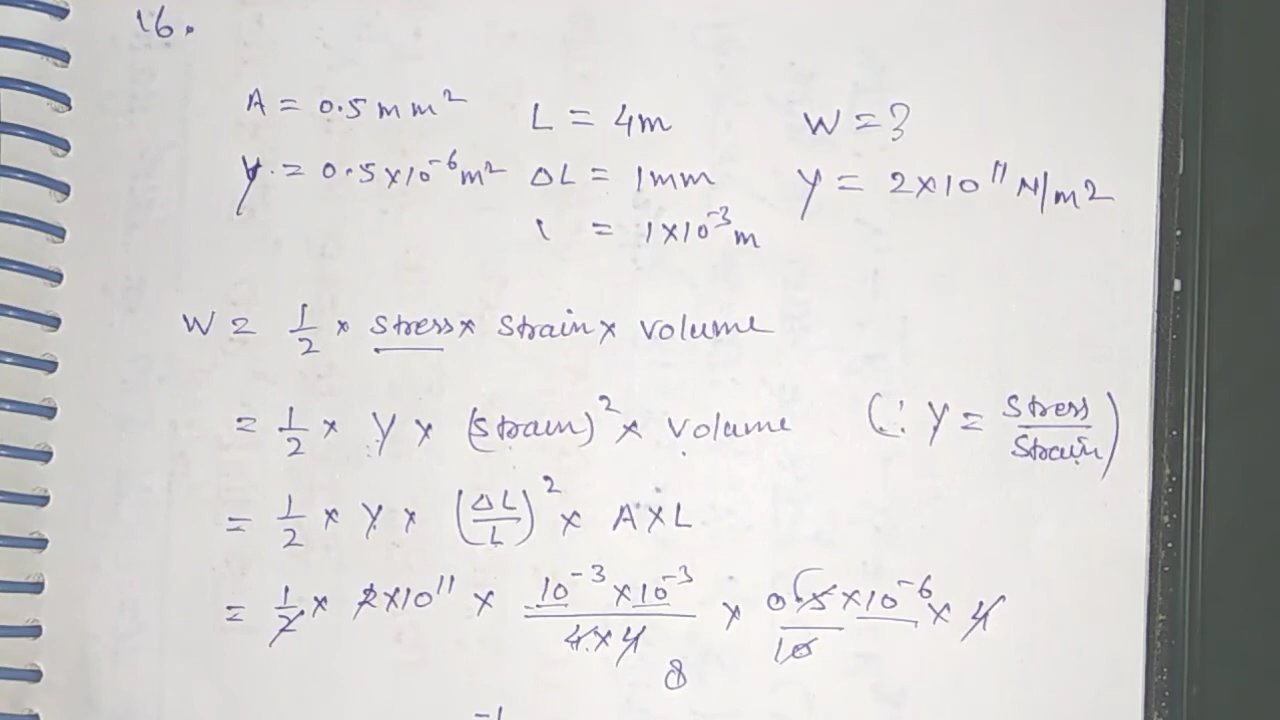 16.
A = 0.5 mm² L = 4m W = ?
Y = 0.5×10⁻⁶ m² ΔL = 1mm Y = 2×10¹¹ N/m²
= 1×10⁻³ m
W = 1/2 × stress × strain × volume
= 1/2 × Y × (strain)² × volume (∵ Y = stress/strain)
= 1/2 × Y × (ΔL/L)² × A×L
= 1/2 × 2×10¹¹ × 10⁻³×10⁻³/4×4 × 05×10⁻⁶/10 × 4
8